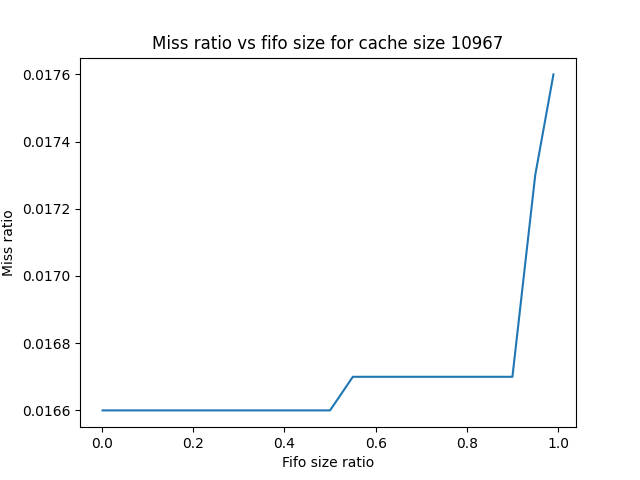 Miss ratio vs fifo size for cache size 10967
0.0176
0.0174
0.0172
0.0170
0.0168
0.0166
Miss ratio
0.0 0.2 0.4 0.6 0.8 1.0
Fifo size ratio